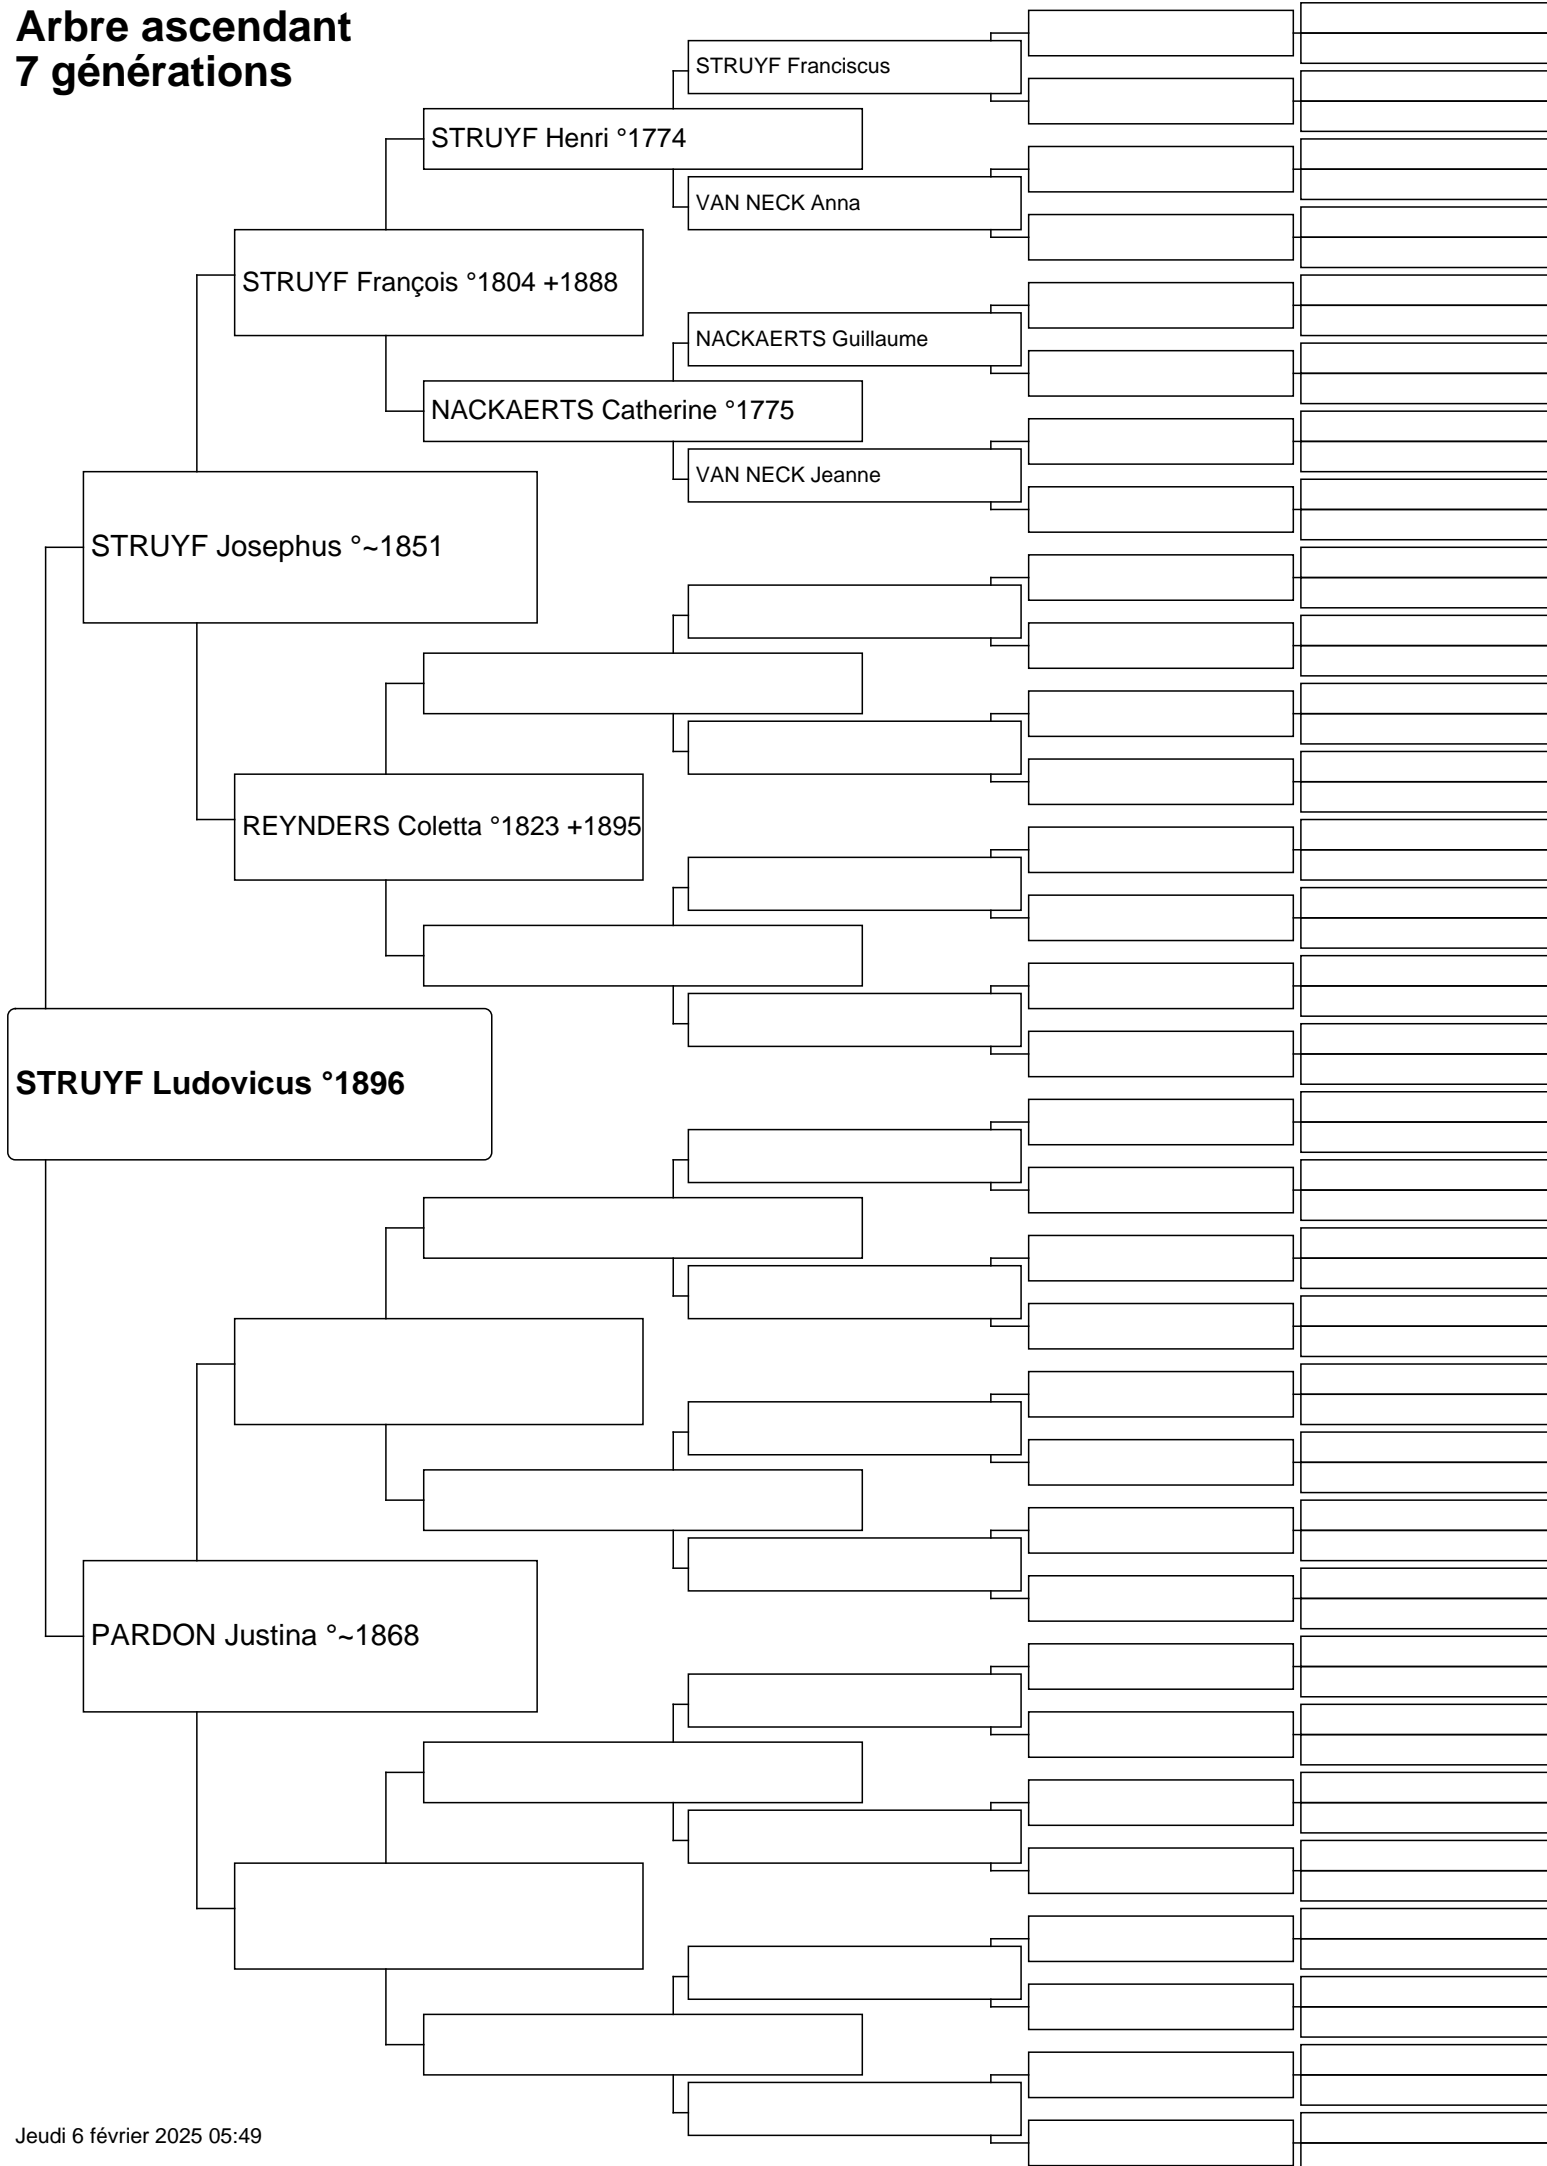 Arbre ascendant
7 générations
STRUYF Franciscus
STRUYF Henri °1774
VAN NECK Anna
STRUYF François °1804 +1888
NACKAERTS Guillaume
NACKAERTS Catherine °1775
VAN NECK Jeanne
STRUYF Josephus °~1851
REYNDERS Coletta °1823 +1895
STRUYF Ludovicus °1896
PARDON Justina °~1868
Jeudi 6 février 2025 05:49